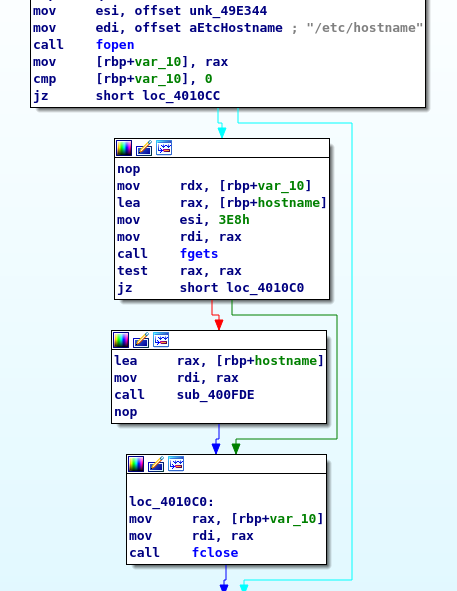 mov esi, offset unk_49E344
mov edi, offset aEtcHostname ; "/etc/hostname"
call fopen
mov [rbp+var_10], rax
cmp [rbp+var_10], 0
jz short loc_4010CC
nop
mov rdx, [rbp+var_10]
lea rax, [rbp+hostname]
mov esi, 3E8h
mov rdi, rax
call fgets
test rax, rax
jz short loc_4010C0
lea rax, [rbp+hostname]
mov rdi, rax
call sub_400FDE
nop
loc_4010C0:
mov rax, [rbp+var_10]
mov rdi, rax
call fclose